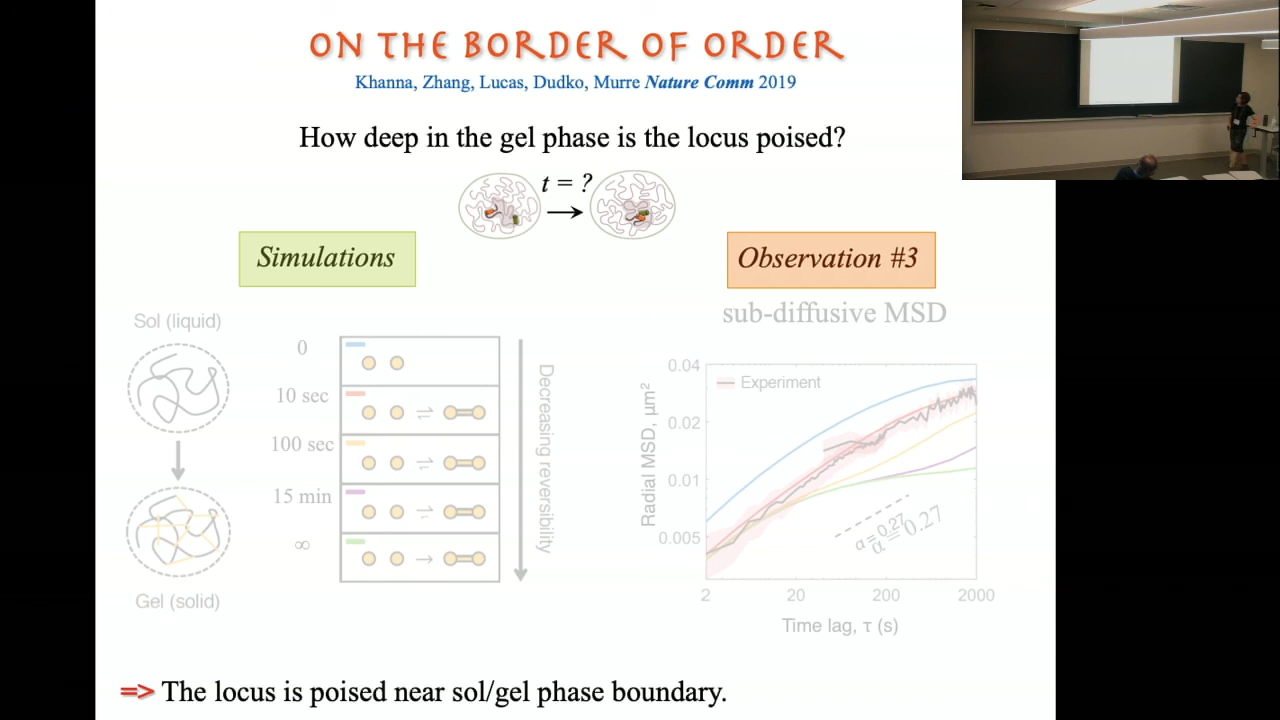 ON THE BORDER OF ORDER
Khanna, Zhang, Lucas, Dudko, Murre Nature Comm 2019
How deep in the gel phase is the locus poised?
t = ?
Simulations
Observation #3
sub-diffusive MSD
Sol (liquid)
Gel (solid)
0
10 sec
100 sec
15 min
∞
Decreasing reversibility
Radial MSD, μm²
0.04
0.02
0.01
0.005
Experiment
α = 0.27
α = 0.27
2
20
200
2000
Time lag, τ (s)
=> The locus is poised near sol/gel phase boundary.